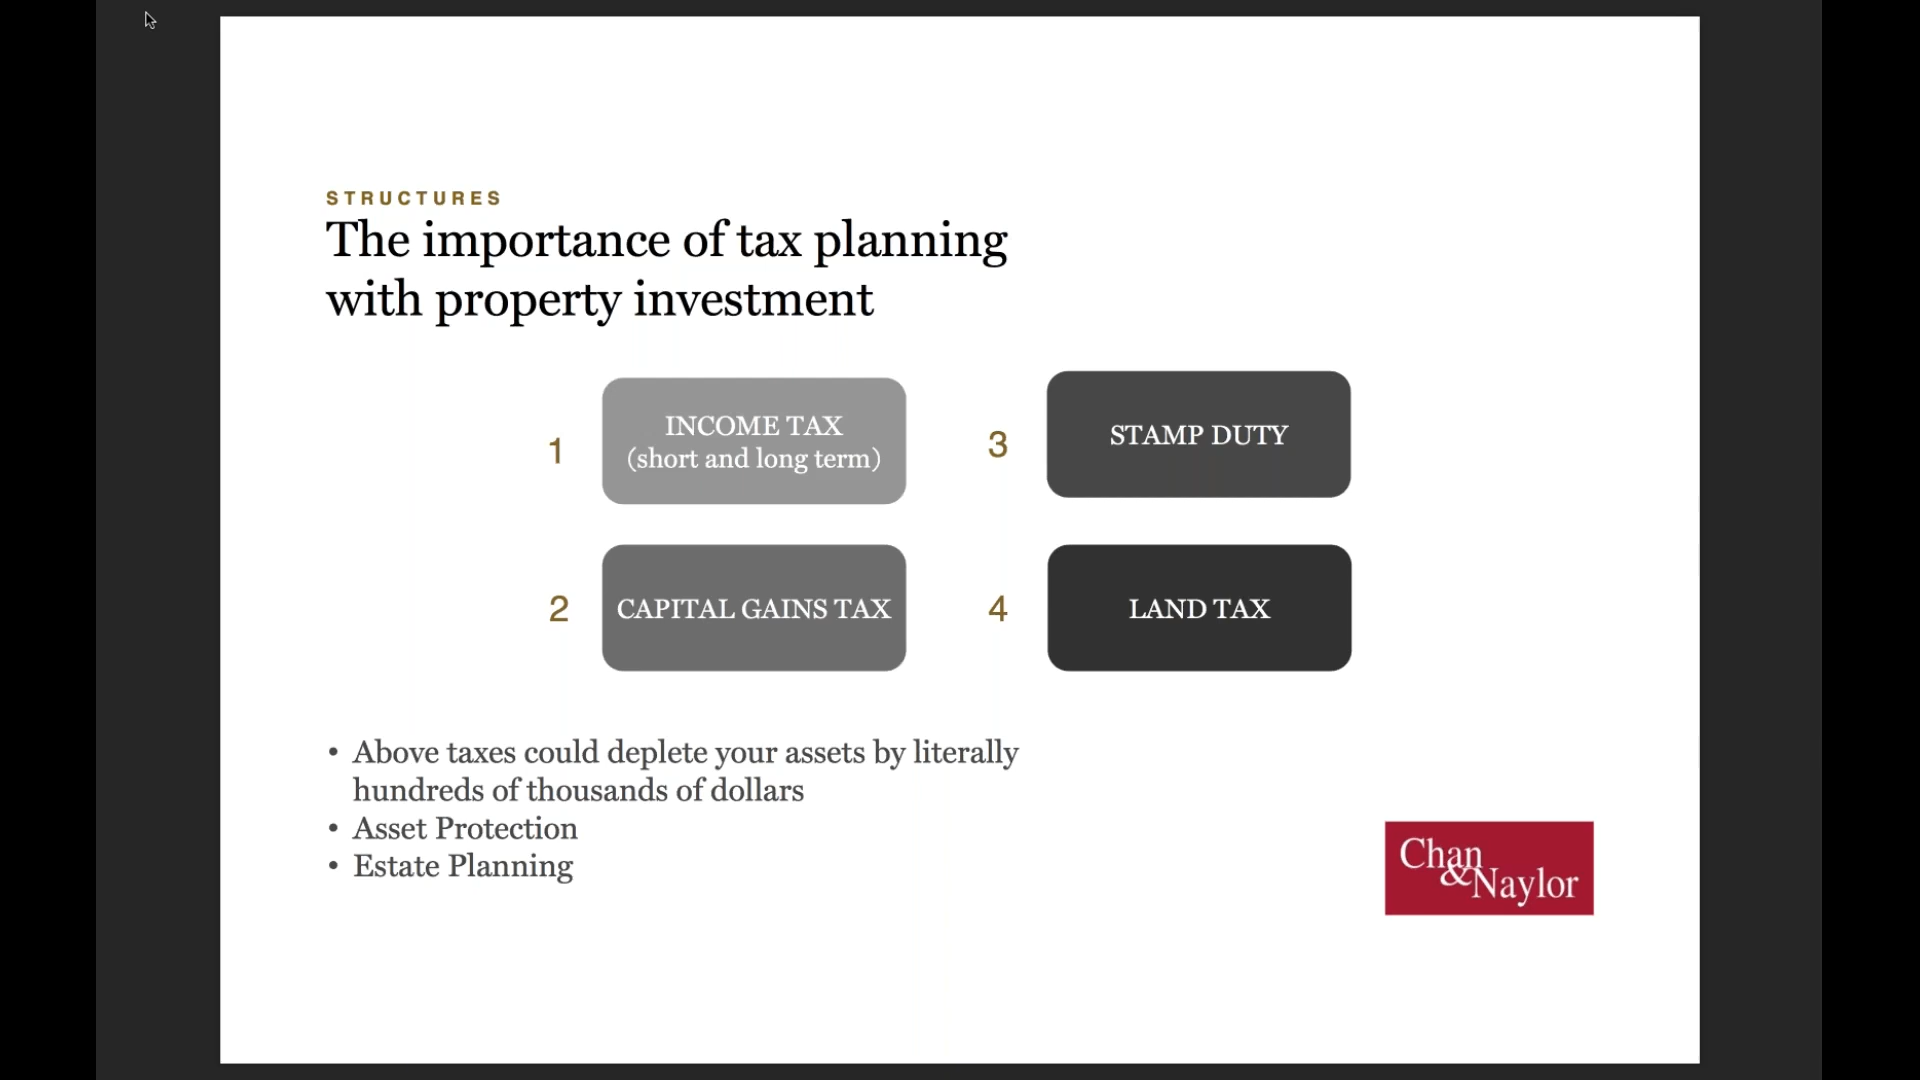 STRUCTURES
The importance of tax planning
with property investment
1
INCOME TAX
(short and long term)
2
CAPITAL GAINS TAX
3
STAMP DUTY
4
LAND TAX
• Above taxes could deplete your assets by literally
hundreds of thousands of dollars
• Asset Protection
• Estate Planning
Chan
&Naylor